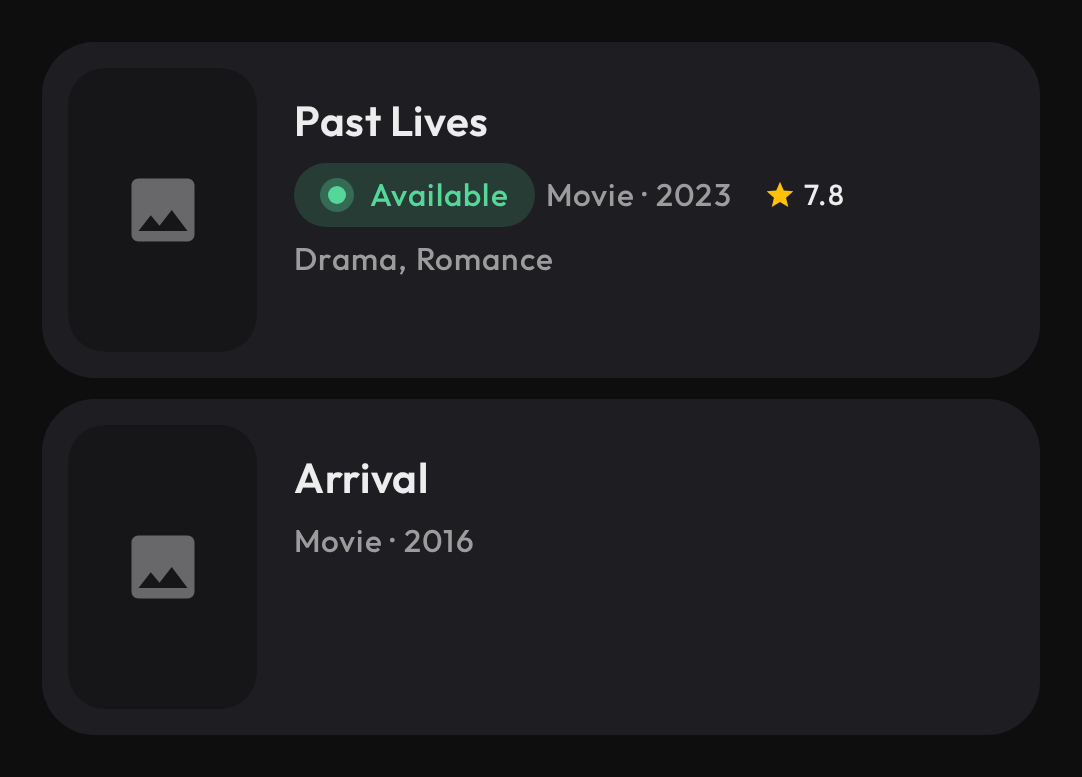 Past Lives
Available Movie · 2023 7.8
Drama, Romance
Arrival
Movie · 2016